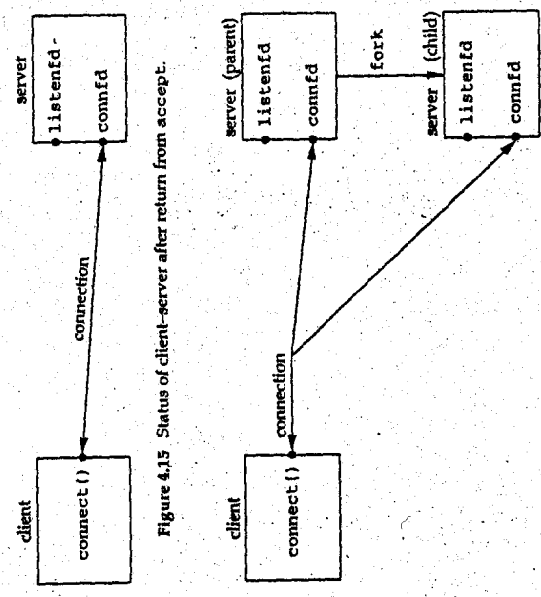 client
server
connect()
connection
listenfd-
connfd
Figure 4.15 Status of client-server after return from accept.
client
server (parent)
connect()
connection
listenfd
connfd
fork
server (child)
listenfd
connfd